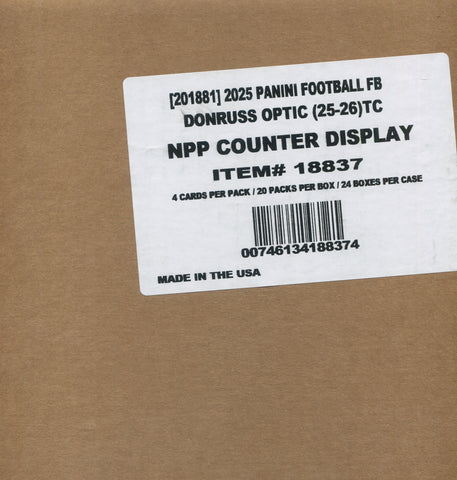 [201881] 2025 PANINI FOOTBALL FB
DONRUSS OPTIC (25-26)TC
NPP COUNTER DISPLAY
ITEM# 18837
4 CARDS PER PACK / 20 PACKS PER BOX / 24 BOXES PER CASE
00746134188374
MADE IN THE USA